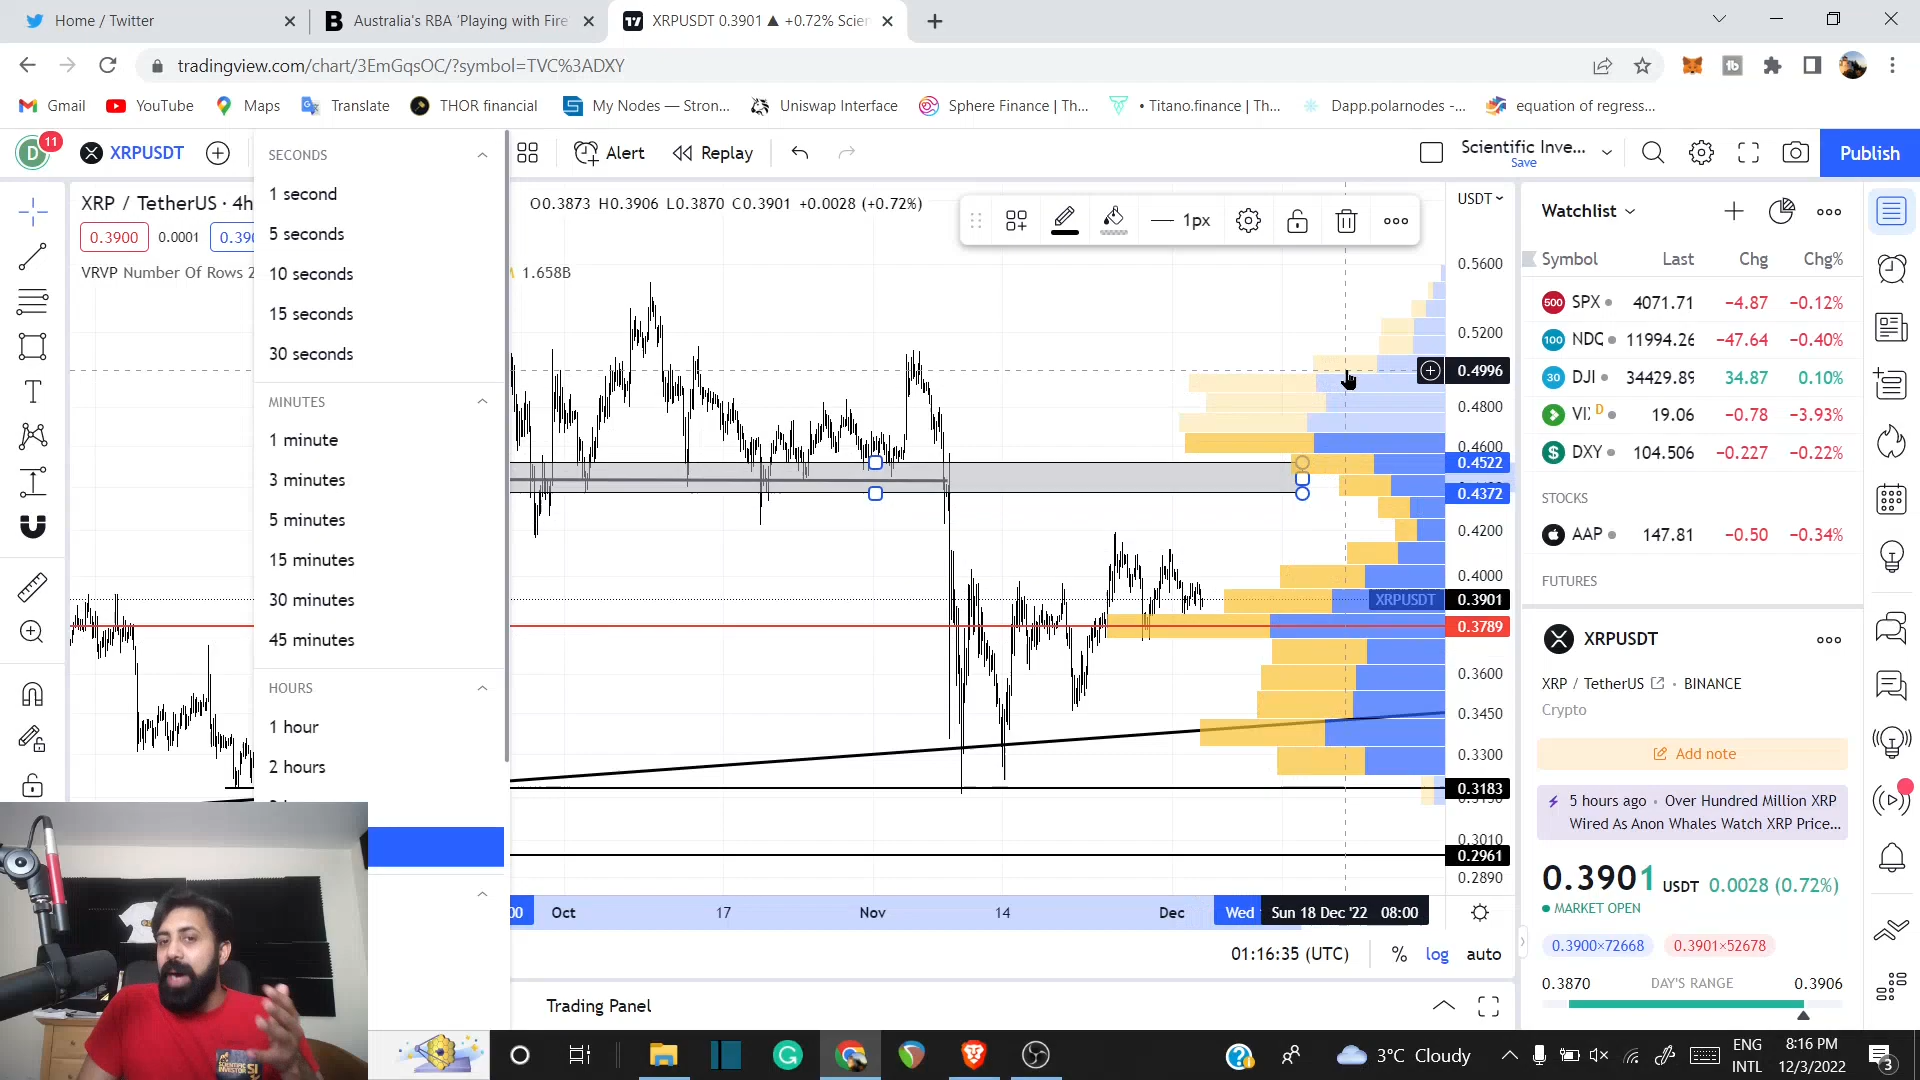 Home / Twitter
Australia's RBA 'Playing with Fire
XRPUSDT 0.3901 ▲ +0.72% Scien
tradingview.com/chart/3EmGqsOC/?symbol=TVC%3ADXY
Gmail
YouTube
Maps
Translate
THOR financial
My Nodes — Stron...
Uniswap Interface
Sphere Finance | Th...
• Titano.finance | Th...
Dapp.polarnodes -...
equation of regress...
D
11
XRPUSDT
Alert
Replay
Scientific Inve...
Save
Publish
XRP / TetherUS · 4h
O0.3873 H0.3906 L0.3870 C0.3901 +0.0028 (+0.72%)
0.3900
0.0001
0.390
VRVP Number Of Rows 2
1.658B
SECONDS
1 second
5 seconds
10 seconds
15 seconds
30 seconds
MINUTES
1 minute
3 minutes
5 minutes
15 minutes
30 minutes
45 minutes
HOURS
1 hour
2 hours
1px
USDT
0.5600
0.5200
0.4996
0.4800
0.4600
0.4522
0.4372
0.4200
0.4000
XRPUSDT
0.3901
0.3789
0.3600
0.3450
0.3300
0.3183
0.3010
0.2961
0.2890
00
Oct
17
Nov
14
Dec
Wed
Sun 18 Dec '22 08:00
01:16:35 (UTC)
%
log
auto
Trading Panel
Watchlist
Symbol Last Chg Chg%
500 SPX 4071.71 −4.87 −0.12%
100 NDQ 11994.26 −47.64 −0.40%
30 DJI 34429.89 34.87 0.10%
VIX D 19.06 −0.78 −3.93%
DXY 104.506 −0.227 −0.22%
STOCKS
AAP 147.81 −0.50 −0.34%
FUTURES
XRPUSDT
XRP / TetherUS • BINANCE
Crypto
Add note
5 hours ago • Over Hundred Million XRP
Wired As Anon Whales Watch XRP Price...
0.3901 USDT 0.0028 (0.72%)
MARKET OPEN
0.3900×72668
0.3901×52678
0.3870 DAY'S RANGE 0.3906
3°C Cloudy
ENG
INTL
8:16 PM
12/3/2022
3